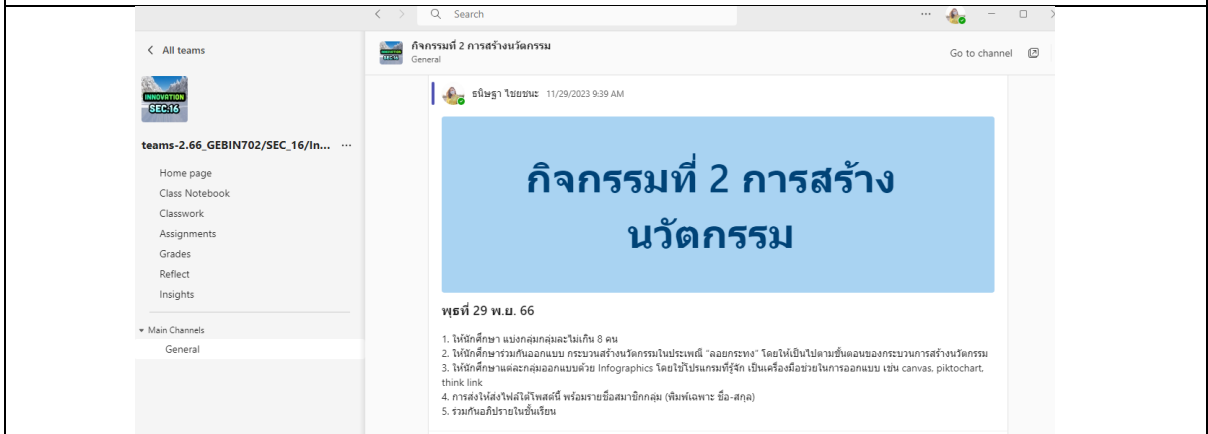 Search
All teams
กิจกรรมที่ 2 การสร้างนวัตกรรม
General
Go to channel
INNOVATION
SEC:16
ธนิษฐา ไชยชนะ 11/29/2023 9:39 AM
teams-2.66_GEBIN702/SEC_16/In...
Home page
Class Notebook
Classwork
Assignments
Grades
Reflect
Insights
Main Channels
General
กิจกรรมที่ 2 การสร้าง
นวัตกรรม
พุธที่ 29 พ.ย. 66
1. ให้นักศึกษา แบ่งกลุ่มกลุ่มละไม่เกิน 8 คน
2. ให้นักศึกษาร่วมกันออกแบบ กระบวนสร้างนวัตกรรมในประเพณี "ลอยกระทง" โดยให้เป็นไปตามขั้นตอนของกระบวนการสร้างนวัตกรรม
3. ให้นักศึกษาแต่ละกลุ่มออกแบบด้วย Infographics โดยใช้โปรแกรมที่รู้จัก เป็นเครื่องมือช่วยในการออกแบบ เช่น canvas, piktochart,
think link
4. การส่งให้ส่งไฟล์ใต้โพสต์นี้ พร้อมรายชื่อสมาชิกกลุ่ม (พิมพ์เฉพาะ ชื่อ-สกุล)
5. ร่วมกันอภิปรายในชั้นเรียน